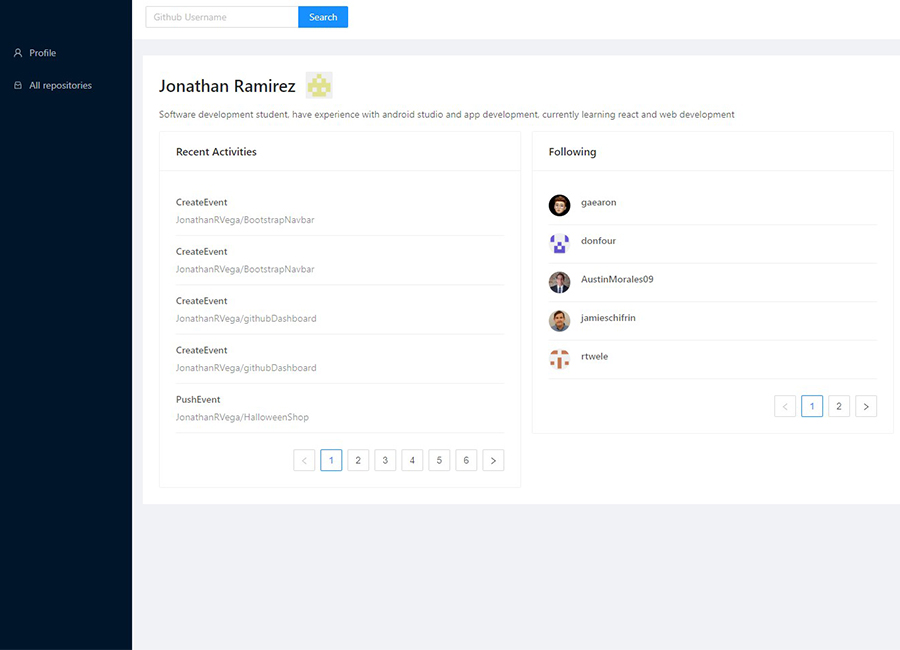 Github Username
Search
Profile
All repositories
Jonathan Ramirez
Software development student, have experience with android studio and app development, currently learning react and web development
Recent Activities
CreateEvent
JonathanRVega/BootstrapNavbar
CreateEvent
JonathanRVega/BootstrapNavbar
CreateEvent
JonathanRVega/githubDashboard
CreateEvent
JonathanRVega/githubDashboard
PushEvent
JonathanRVega/HalloweenShop
< 1 2 3 4 5 6 >
Following
gaearon
donfour
AustinMorales09
jamieschifrin
rtwele
< 1 2 >